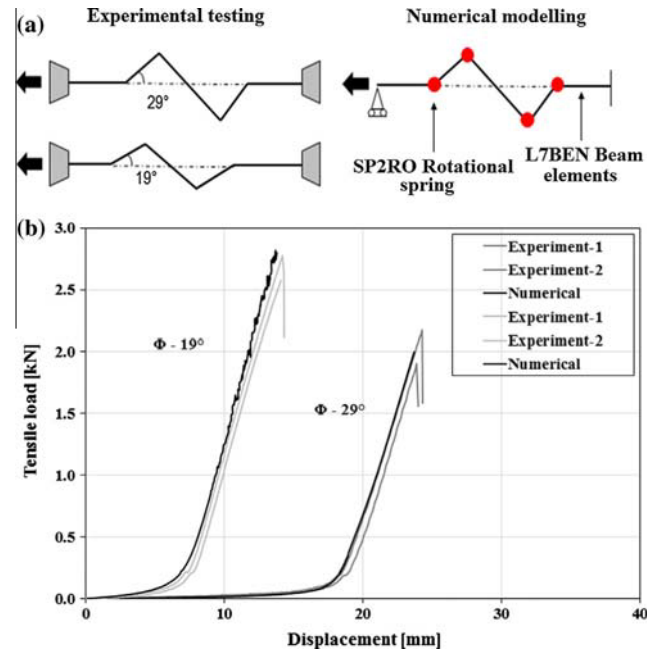 (a)
Experimental testing
Numerical modelling
29°
19°
SP2RO Rotational
spring
L7BEN Beam
elements
(b)
3.0
2.5
2.0
1.5
1.0
0.5
0.0
Tensile load [kN]
Φ - 19°
Φ - 29°
Experiment-1
Experiment-2
Numerical
Experiment-1
Experiment-2
Numerical
0
10
20
30
40
Displacement [mm]